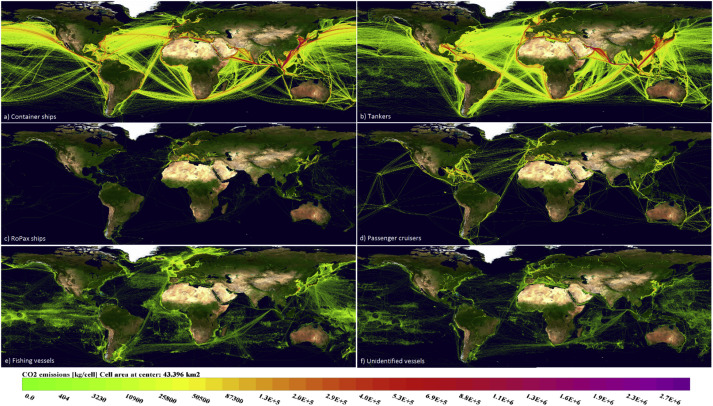 a) Container ships
b) Tankers
c) RoPax ships
d) Passenger cruisers
e) Fishing vessels
f) Unidentified vessels
CO2 emissions [kg/cell] Cell area at center: 43.396 km2
0.0 404 3230 10900 25800 50500 87300 1.3E+5 2.0E+5 2.9E+5 4.0E+5 5.3E+5 6.9E+5 8.8E+5 1.1E+6 1.3E+6 1.6E+6 1.9E+6 2.3E+6 2.7E+6